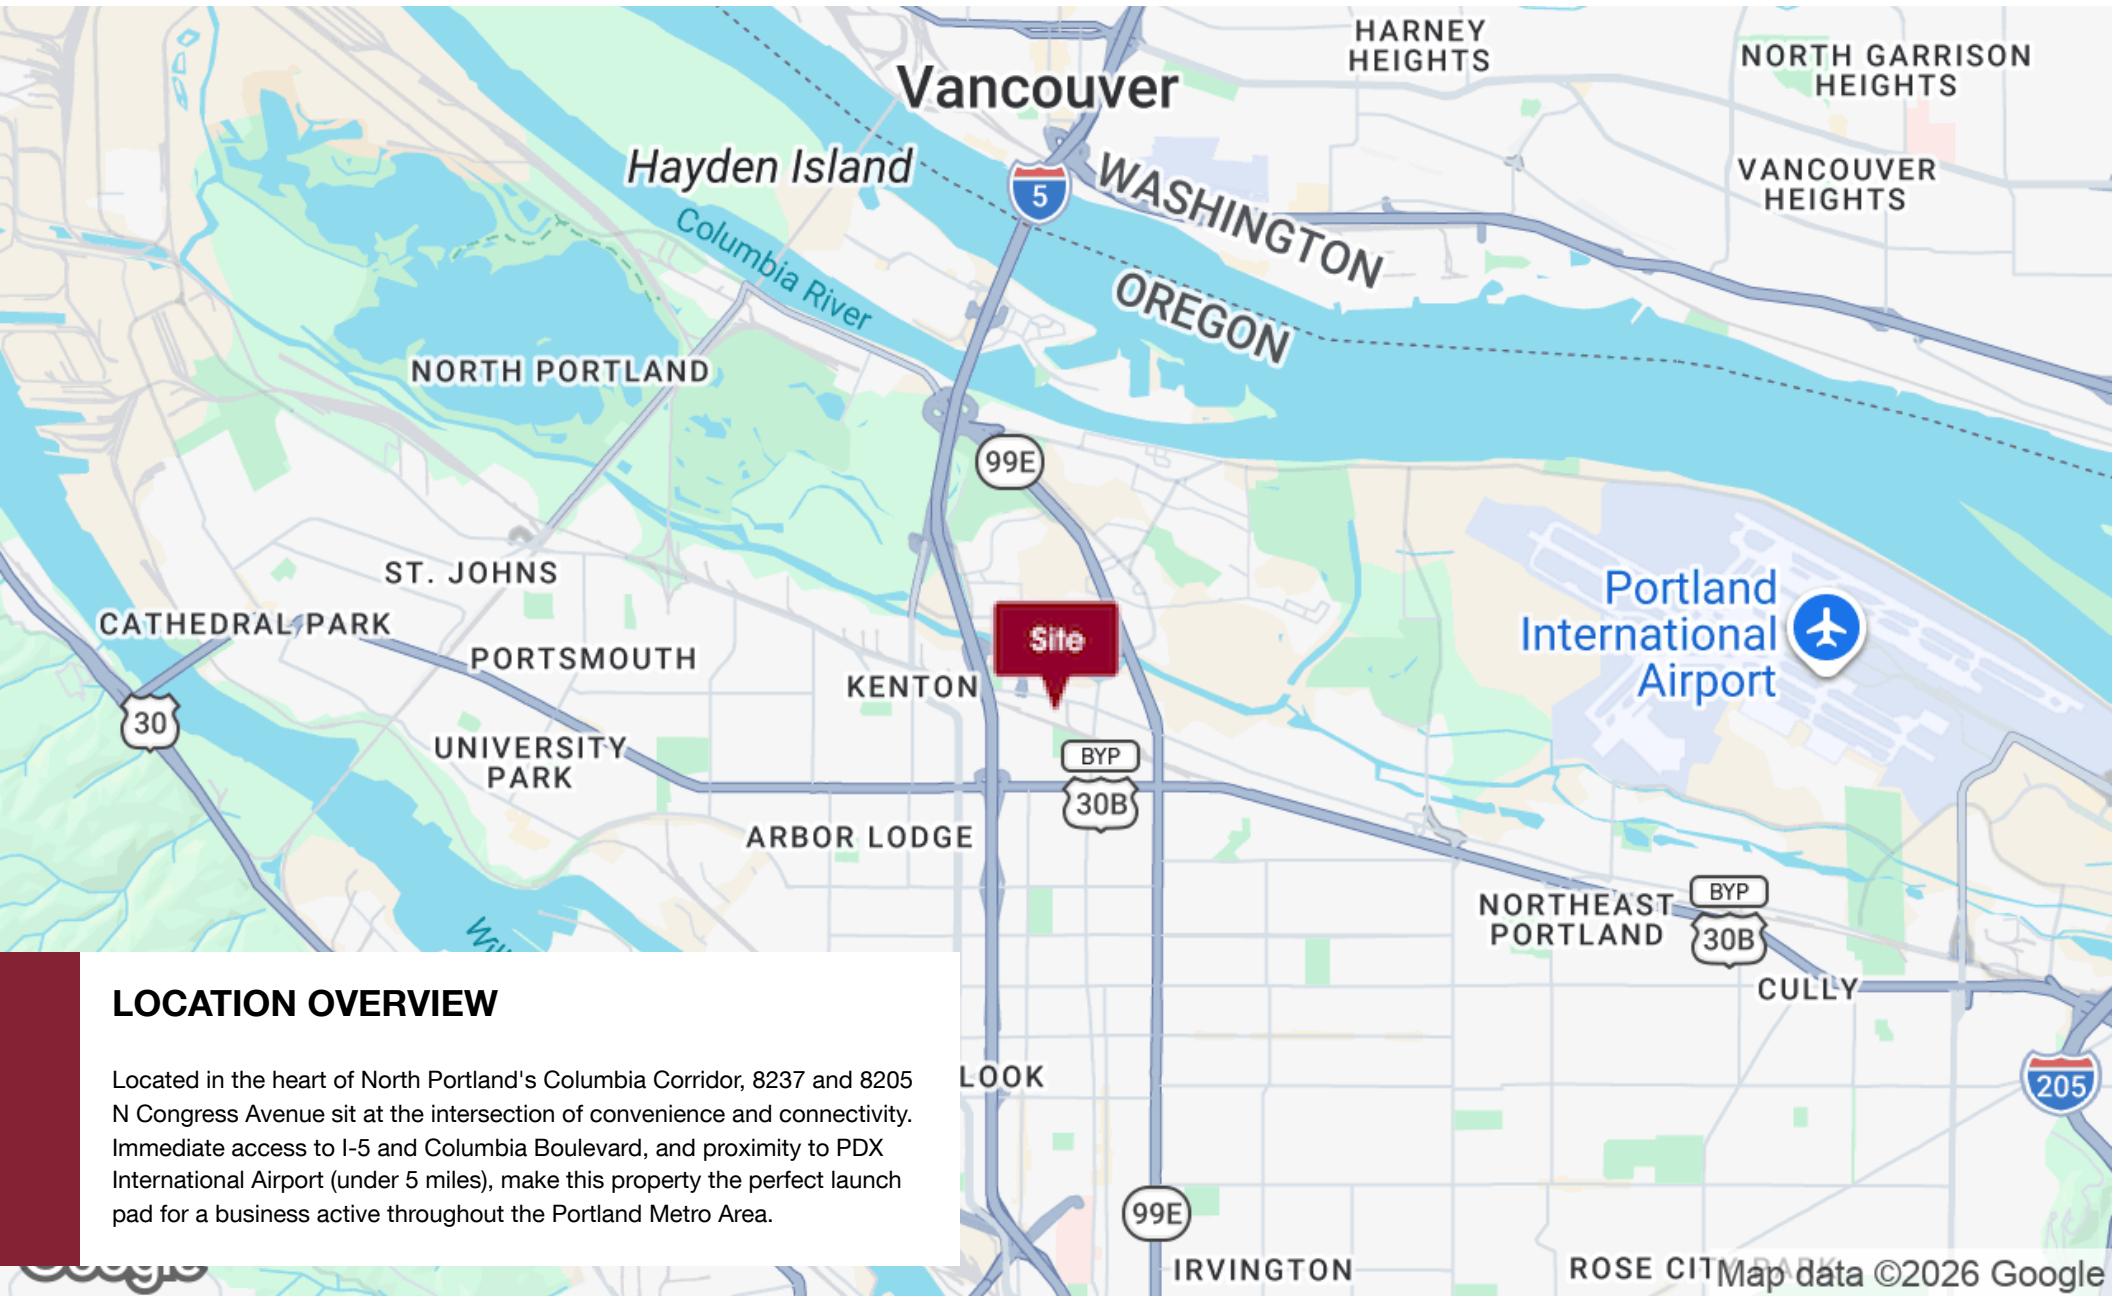 HARNEY
HEIGHTS
NORTH GARRISON
HEIGHTS
Vancouver
Hayden Island
5
WASHINGTON
VANCOUVER
HEIGHTS
Columbia River
OREGON
NORTH PORTLAND
99E
ST. JOHNS
Portland
International
Airport
CATHEDRAL PARK
Site
PORTSMOUTH
KENTON
30
UNIVERSITY
PARK
BYP
30B
ARBOR LODGE
NORTHEAST
PORTLAND
BYP
30B
CULLY
LOCATION OVERVIEW
Located in the heart of North Portland's Columbia Corridor, 8237 and 8205
N Congress Avenue sit at the intersection of convenience and connectivity.
Immediate access to I-5 and Columbia Boulevard, and proximity to PDX
International Airport (under 5 miles), make this property the perfect launch
pad for a business active throughout the Portland Metro Area.
LOOK
205
99E
IRVINGTON
ROSE CITY PARK
Google
Map data ©2026 Google